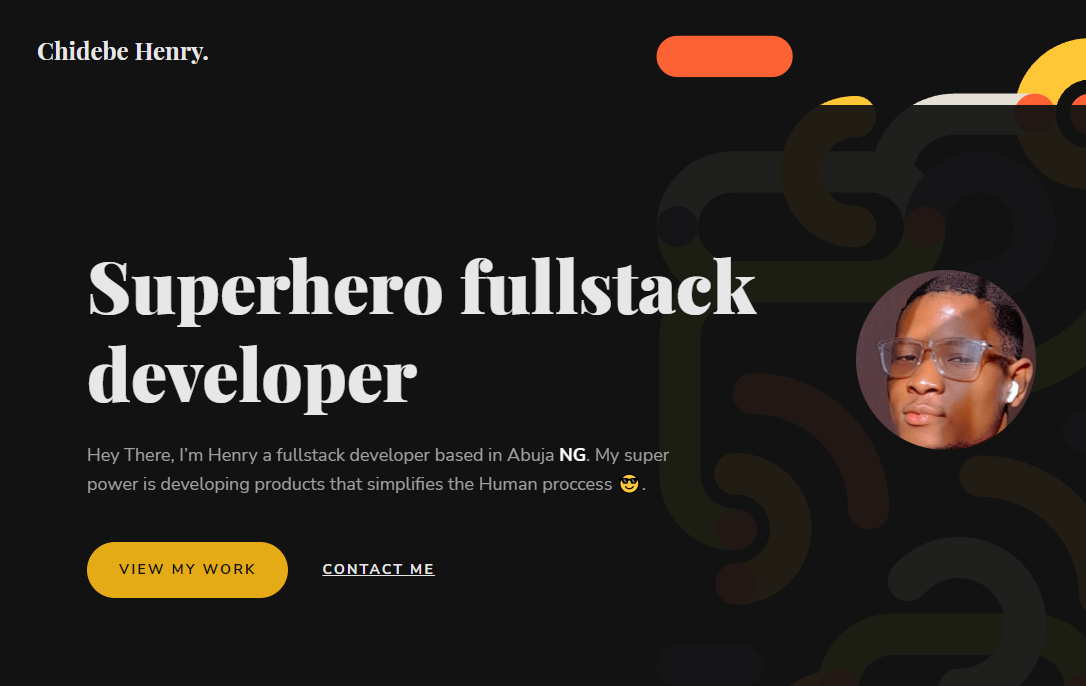 Chidebe Henry.
Superhero fullstack
developer
Hey There, I'm Henry a fullstack developer based in Abuja NG. My super
power is developing products that simplifies the Human proccess 😎.
VIEW MY WORK
CONTACT ME